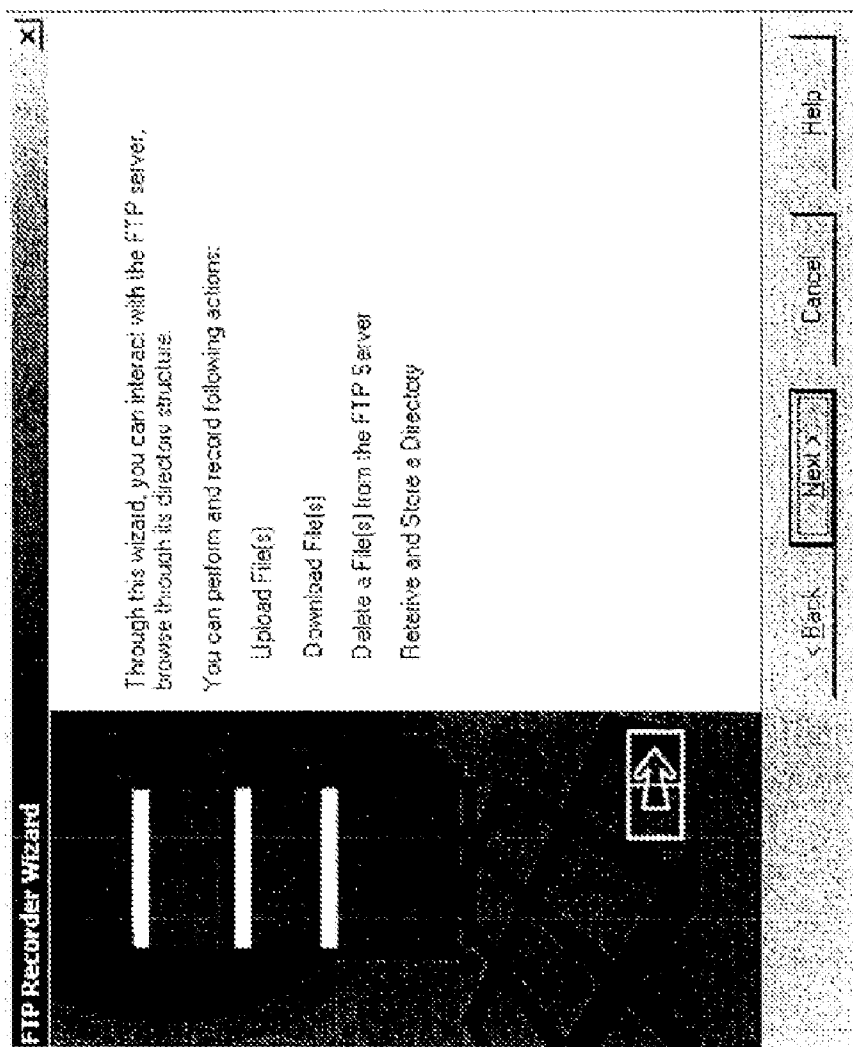 FTP Recorder Wizard
x
Through this wizard, you can interact with the FTP server,
browse through its directory structure.
You can perform and record following actions:
Upload File(s)
Download File(s)
Delete a File(s) from the FTP Server
Reterive and Store a Directory
< Back
Next >
Cancel
Help